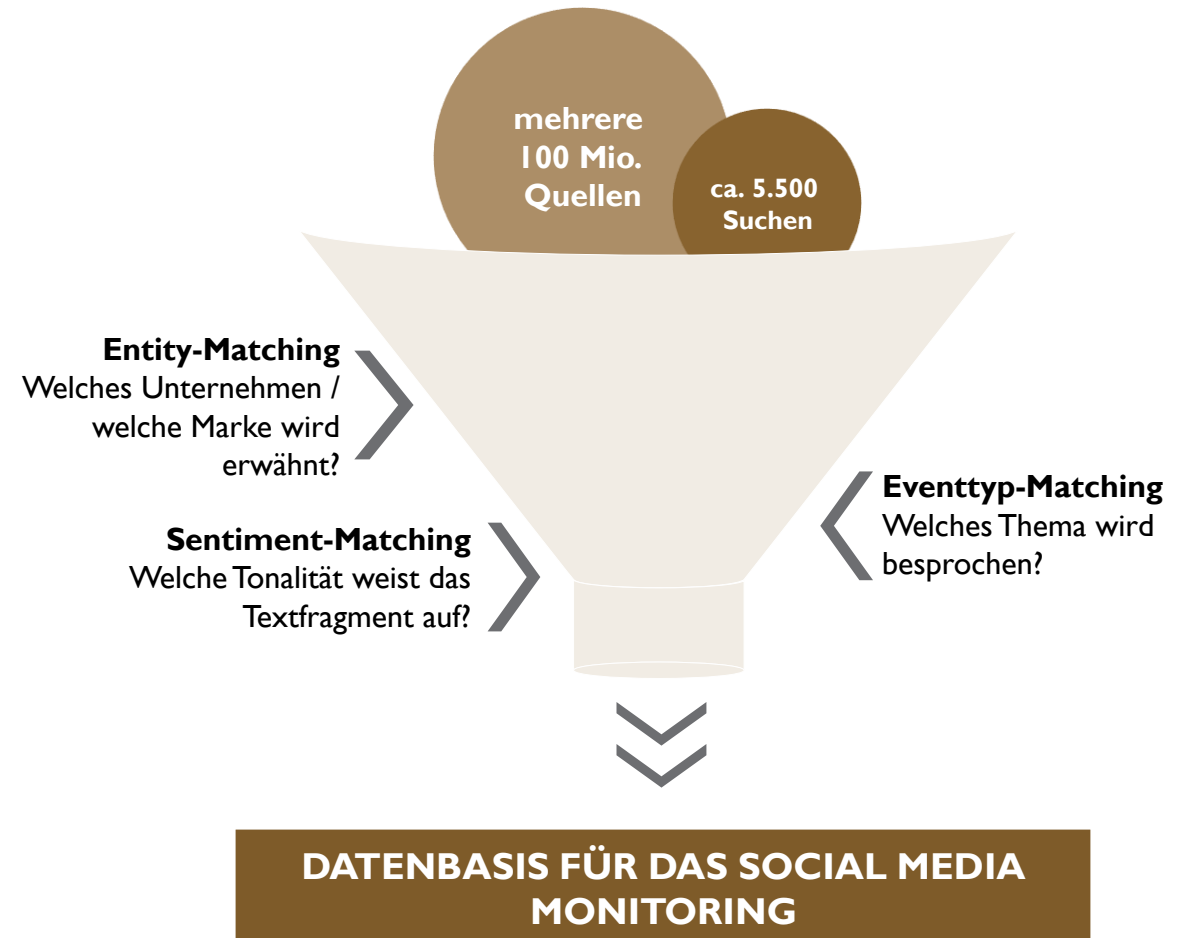 mehrere
100 Mio.
Quellen
ca. 5.500
Suchen
Entity-Matching
Welches Unternehmen /
welche Marke wird
erwähnt?
Eventtyp-Matching
Welches Thema wird
besprochen?
Sentiment-Matching
Welche Tonalität weist das
Textfragment auf?
DATENBASIS FÜR DAS SOCIAL MEDIA
MONITORING